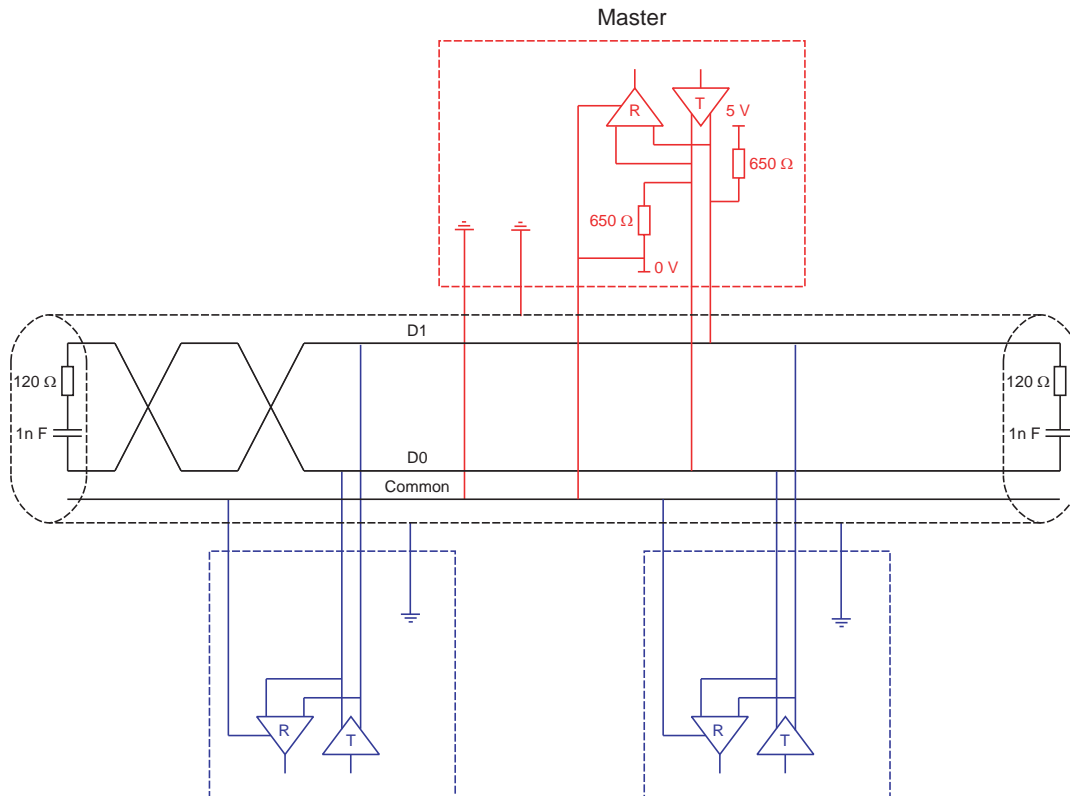 Master
R
T
5 V
650 Ω
650 Ω
0 V
D1
120 Ω
120 Ω
1n F
1n F
D0
Common
R
T
R
T